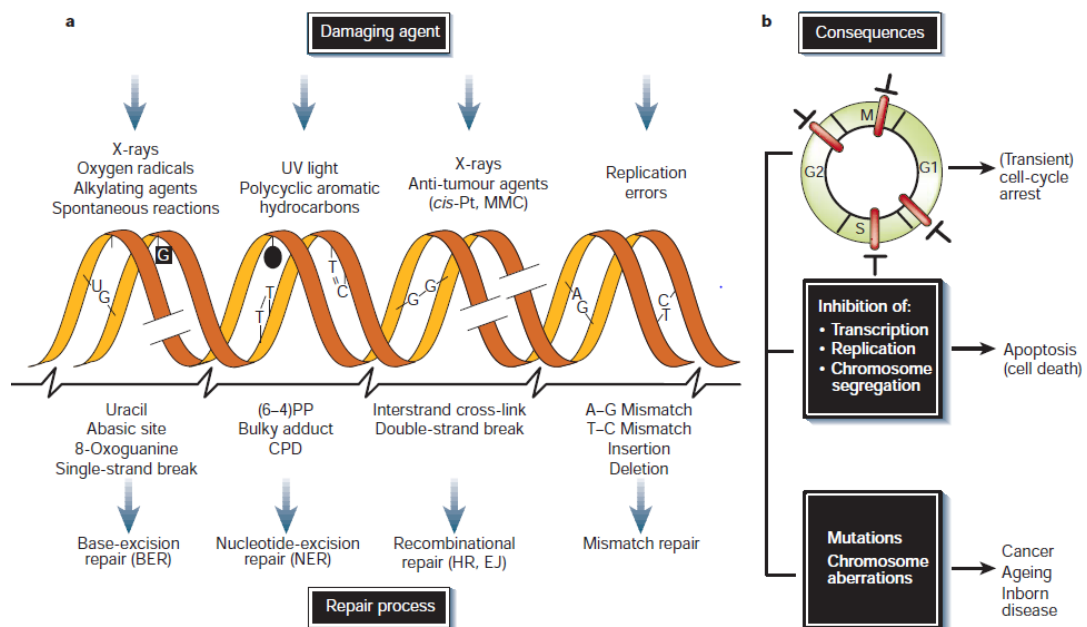 a
Damaging agent
X-rays
Oxygen radicals
Alkylating agents
Spontaneous reactions
UV light
Polycyclic aromatic
hydrocarbons
X-rays
Anti-tumour agents
(cis-Pt, MMC)
Replication
errors
U
G
G
T
T
T
C
G
G
A
G
C
T
Uracil
Abasic site
8-Oxoguanine
Single-strand break
(6–4)PP
Bulky adduct
CPD
Interstrand cross-link
Double-strand break
A–G Mismatch
T–C Mismatch
Insertion
Deletion
Base-excision
repair (BER)
Nucleotide-excision
repair (NER)
Recombinational
repair (HR, EJ)
Mismatch repair
Repair process
b
Consequences
M
G1
G2
S
(Transient)
cell-cycle
arrest
Inhibition of:
• Transcription
• Replication
• Chromosome
segregation
Apoptosis
(cell death)
Mutations
Chromosome
aberrations
Cancer
Ageing
Inborn
disease